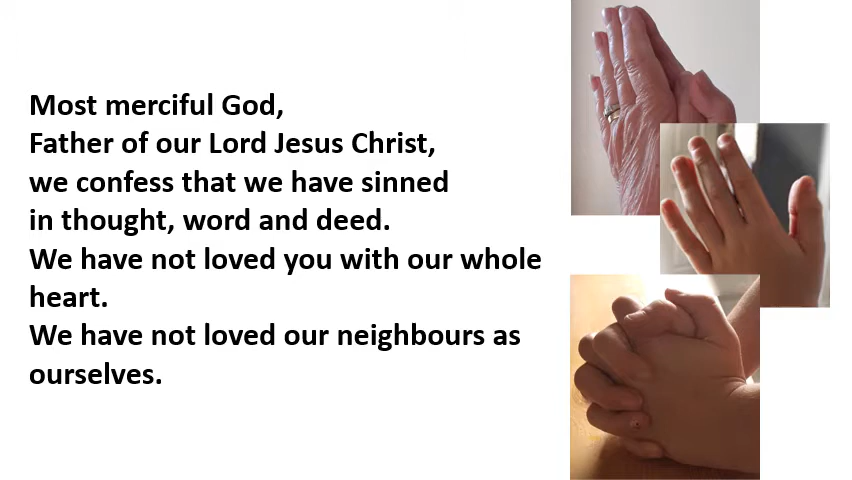 Most merciful God,
Father of our Lord Jesus Christ,
we confess that we have sinned
in thought, word and deed.
We have not loved you with our whole
heart.
We have not loved our neighbours as
ourselves.